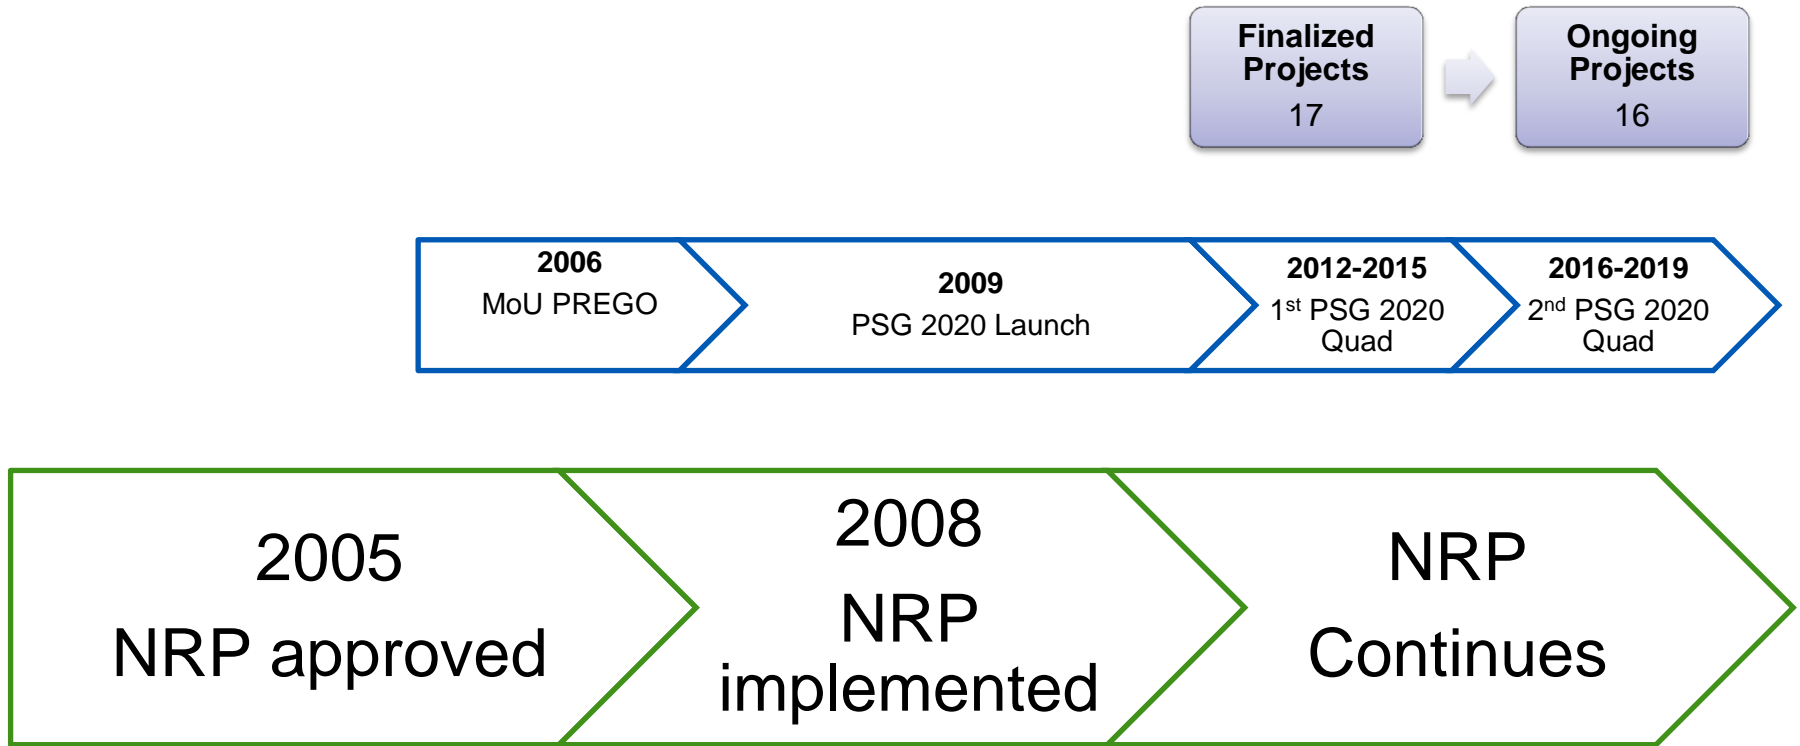 Finalized
Projects
17
Ongoing
Projects
16
2006
MoU PREGO
2009
PSG 2020 Launch
2012-2015
1st PSG 2020
Quad
2016-2019
2nd PSG 2020
Quad
2005
NRP approved
2008
NRP
implemented
NRP
Continues